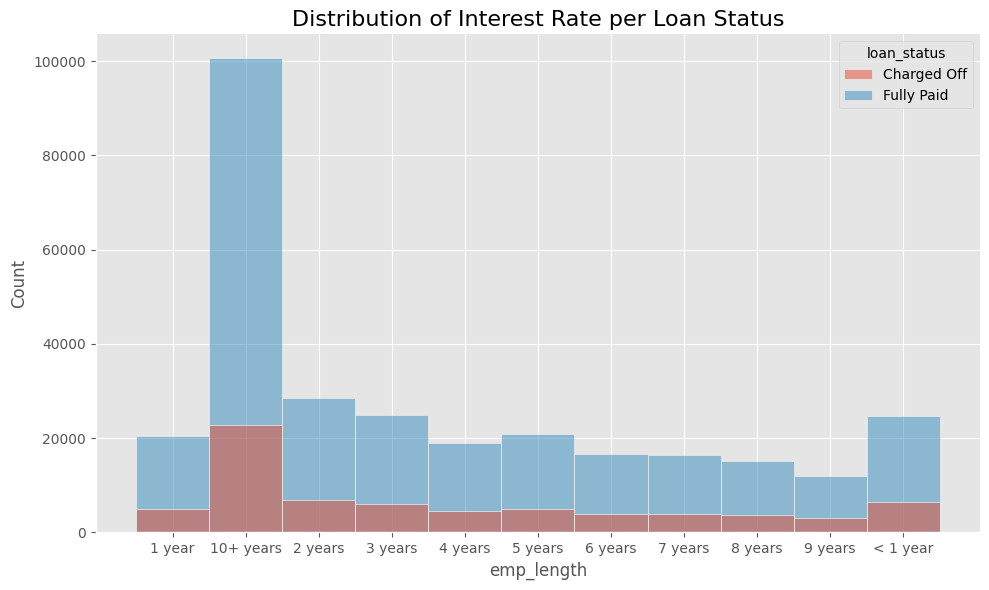 Distribution of Interest Rate per Loan Status
loan_status
Charged Off
Fully Paid
100000
80000
60000
40000
20000
0
Count
1 year
10+ years
2 years
3 years
4 years
5 years
6 years
7 years
8 years
9 years
< 1 year
emp_length